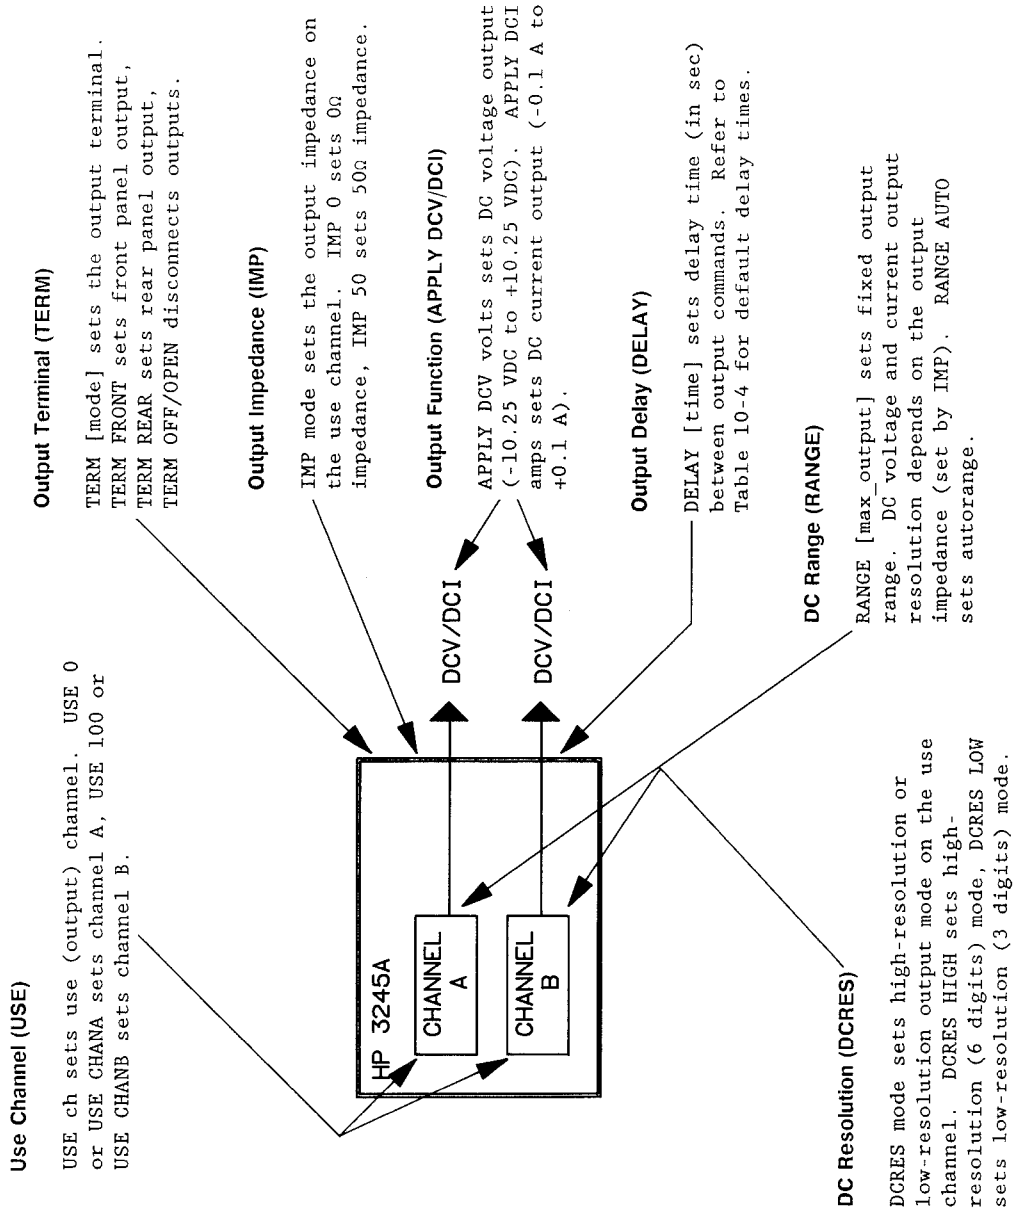 Use Channel (USE)
USE ch sets use (output) channel.  USE 0
or USE CHANA sets channel A, USE 100 or
USE CHANB sets channel B.
Output Terminal (TERM)
TERM [mode] sets the output terminal.
TERM FRONT sets front panel output,
TERM REAR sets rear panel output,
TERM OFF/OPEN disconnects outputs.
Output Impedance (IMP)
IMP mode sets the output impedance on
the use channel.  IMP 0 sets 0Ω
impedance, IMP 50 sets 50Ω impedance.
HP 3245A
CHANNEL
A
DCV/DCI
CHANNEL
B
DCV/DCI
Output Function (APPLY DCV/DCI)
APPLY DCV volts sets DC voltage output
(-10.25 VDC to +10.25 VDC).  APPLY DCI
amps sets DC current output (-0.1 A to
+0.1 A).
Output Delay (DELAY)
DELAY [time] sets delay time (in sec)
between output commands.  Refer to
Table 10-4 for default delay times.
DC Resolution (DCRES)
DCRES mode sets high-resolution or
low-resolution output mode on the use
channel.  DCRES HIGH sets high-
resolution (6 digits) mode, DCRES LOW
sets low-resolution (3 digits) mode.
DC Range (RANGE)
RANGE [max_output] sets fixed output
range.  DC voltage and current output
resolution depends on the output
impedance (set by IMP).  RANGE AUTO
sets autorange.